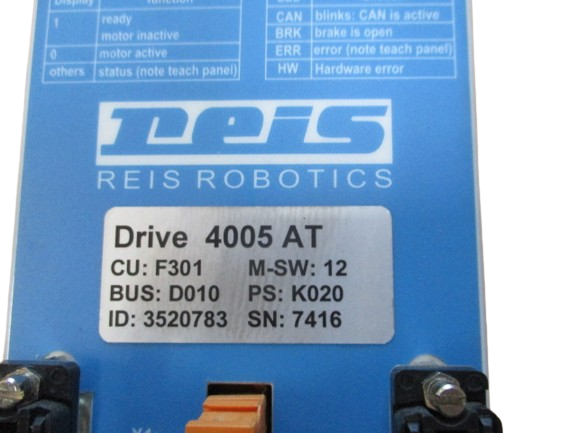 Display function
1 ready
motor inactive
0 motor active
others status (note teach panel)
CAN blinks: CAN is active
BRK brake is open
ERR error (note teach panel)
HW Hardware error
reis
REIS ROBOTICS
Drive 4005 AT
CU: F301 M-SW: 12
BUS: D010 PS: K020
ID: 3520783 SN: 7416